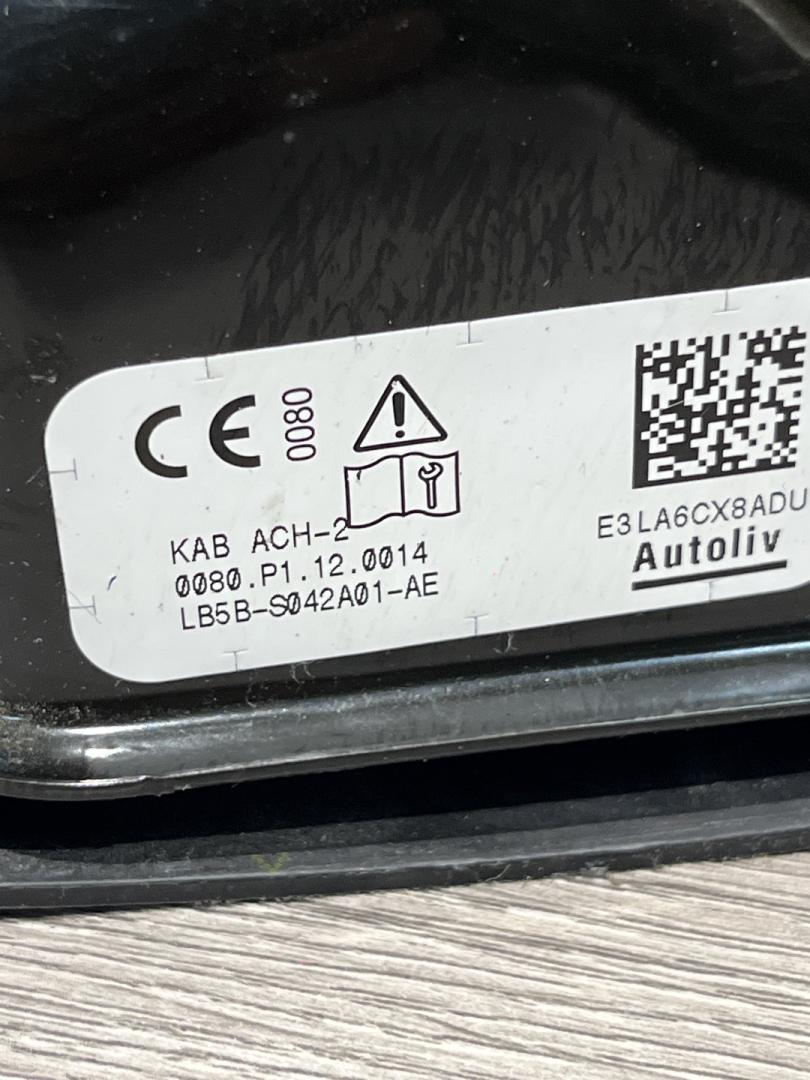 CE 0080
KAB ACH-2
0080.P1.12.0014
LB5B-S042A01-AE
E3LA6CX8ADU
Autoliv